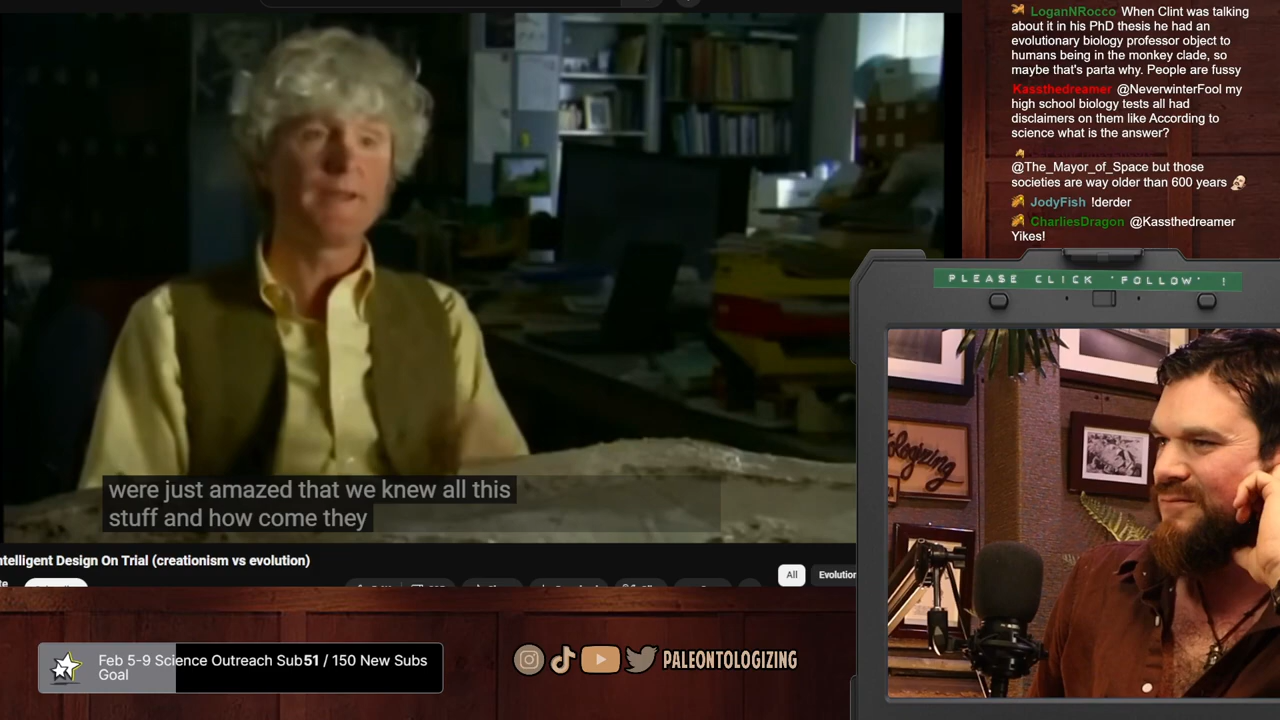 were just amazed that we knew all this
stuff and how come they
ntelligent Design On Trial (creationism vs evolution)
All
Evolution
LoganNRocco When Clint was talking
about it in his PhD thesis he had an
evolutionary biology professor object to
humans being in the monkey clade, so
maybe that's parta why. People are fussy
Kassthedreamer @NeverwinterFool my
high school biology tests all had
disclaimers on them like According to
science what is the answer?
@The_Mayor_of_Space but those
societies are way older than 600 years
JodyFish !derder
CharliesDragon @Kassthedreamer
Yikes!
PLEASE CLICK 'FOLLOW' !
ologizing
Feb 5-9 Science Outreach Sub 51 / 150 New Subs
Goal
PALEONTOLOGIZING